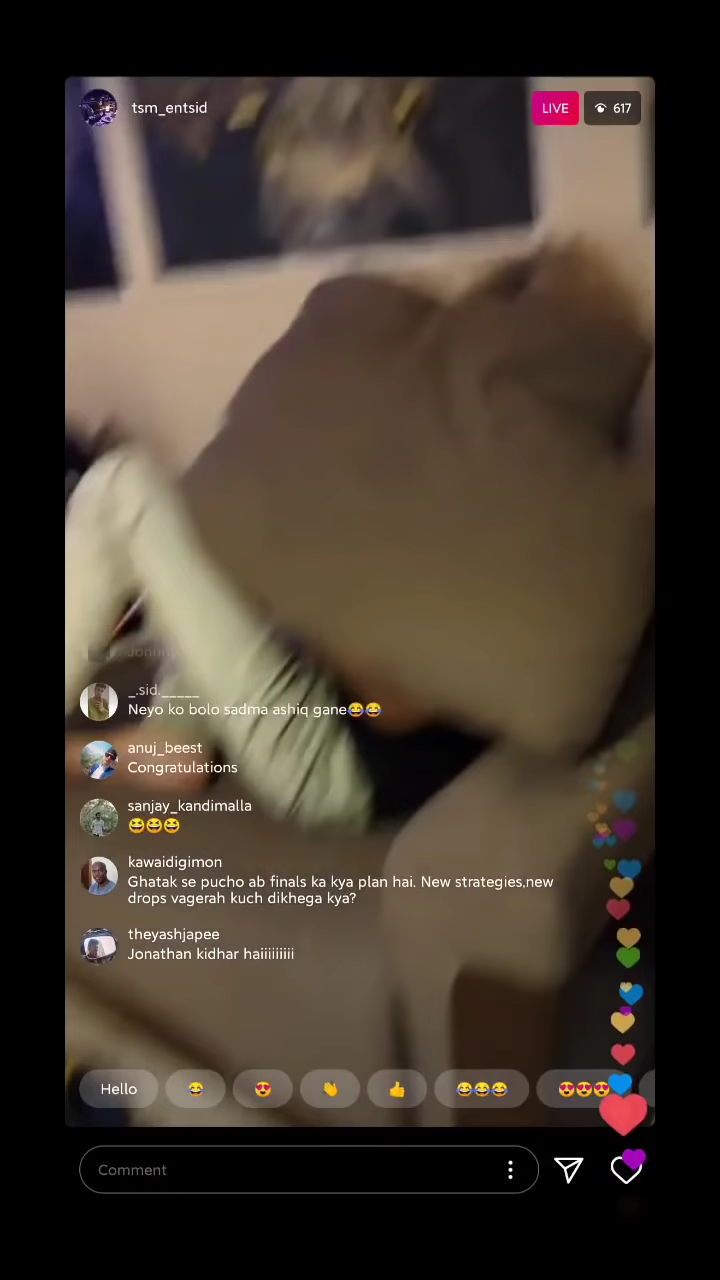 tsm_entsid
LIVE
617
_.sid._____
Neyo ko bolo sadma ashiq gane😂😂
anuj_beest
Congratulations
sanjay_kandimalla
😆😆😆
kawaidigimon
Ghatak se pucho ab finals ka kya plan hai. New strategies,new
drops vagerah kuch dikhega kya?
theyashjapee
Jonathan kidhar haiiiiiiiii
Hello 😂 😍 👏 👍 😂😂😂 😍😍😍
Comment